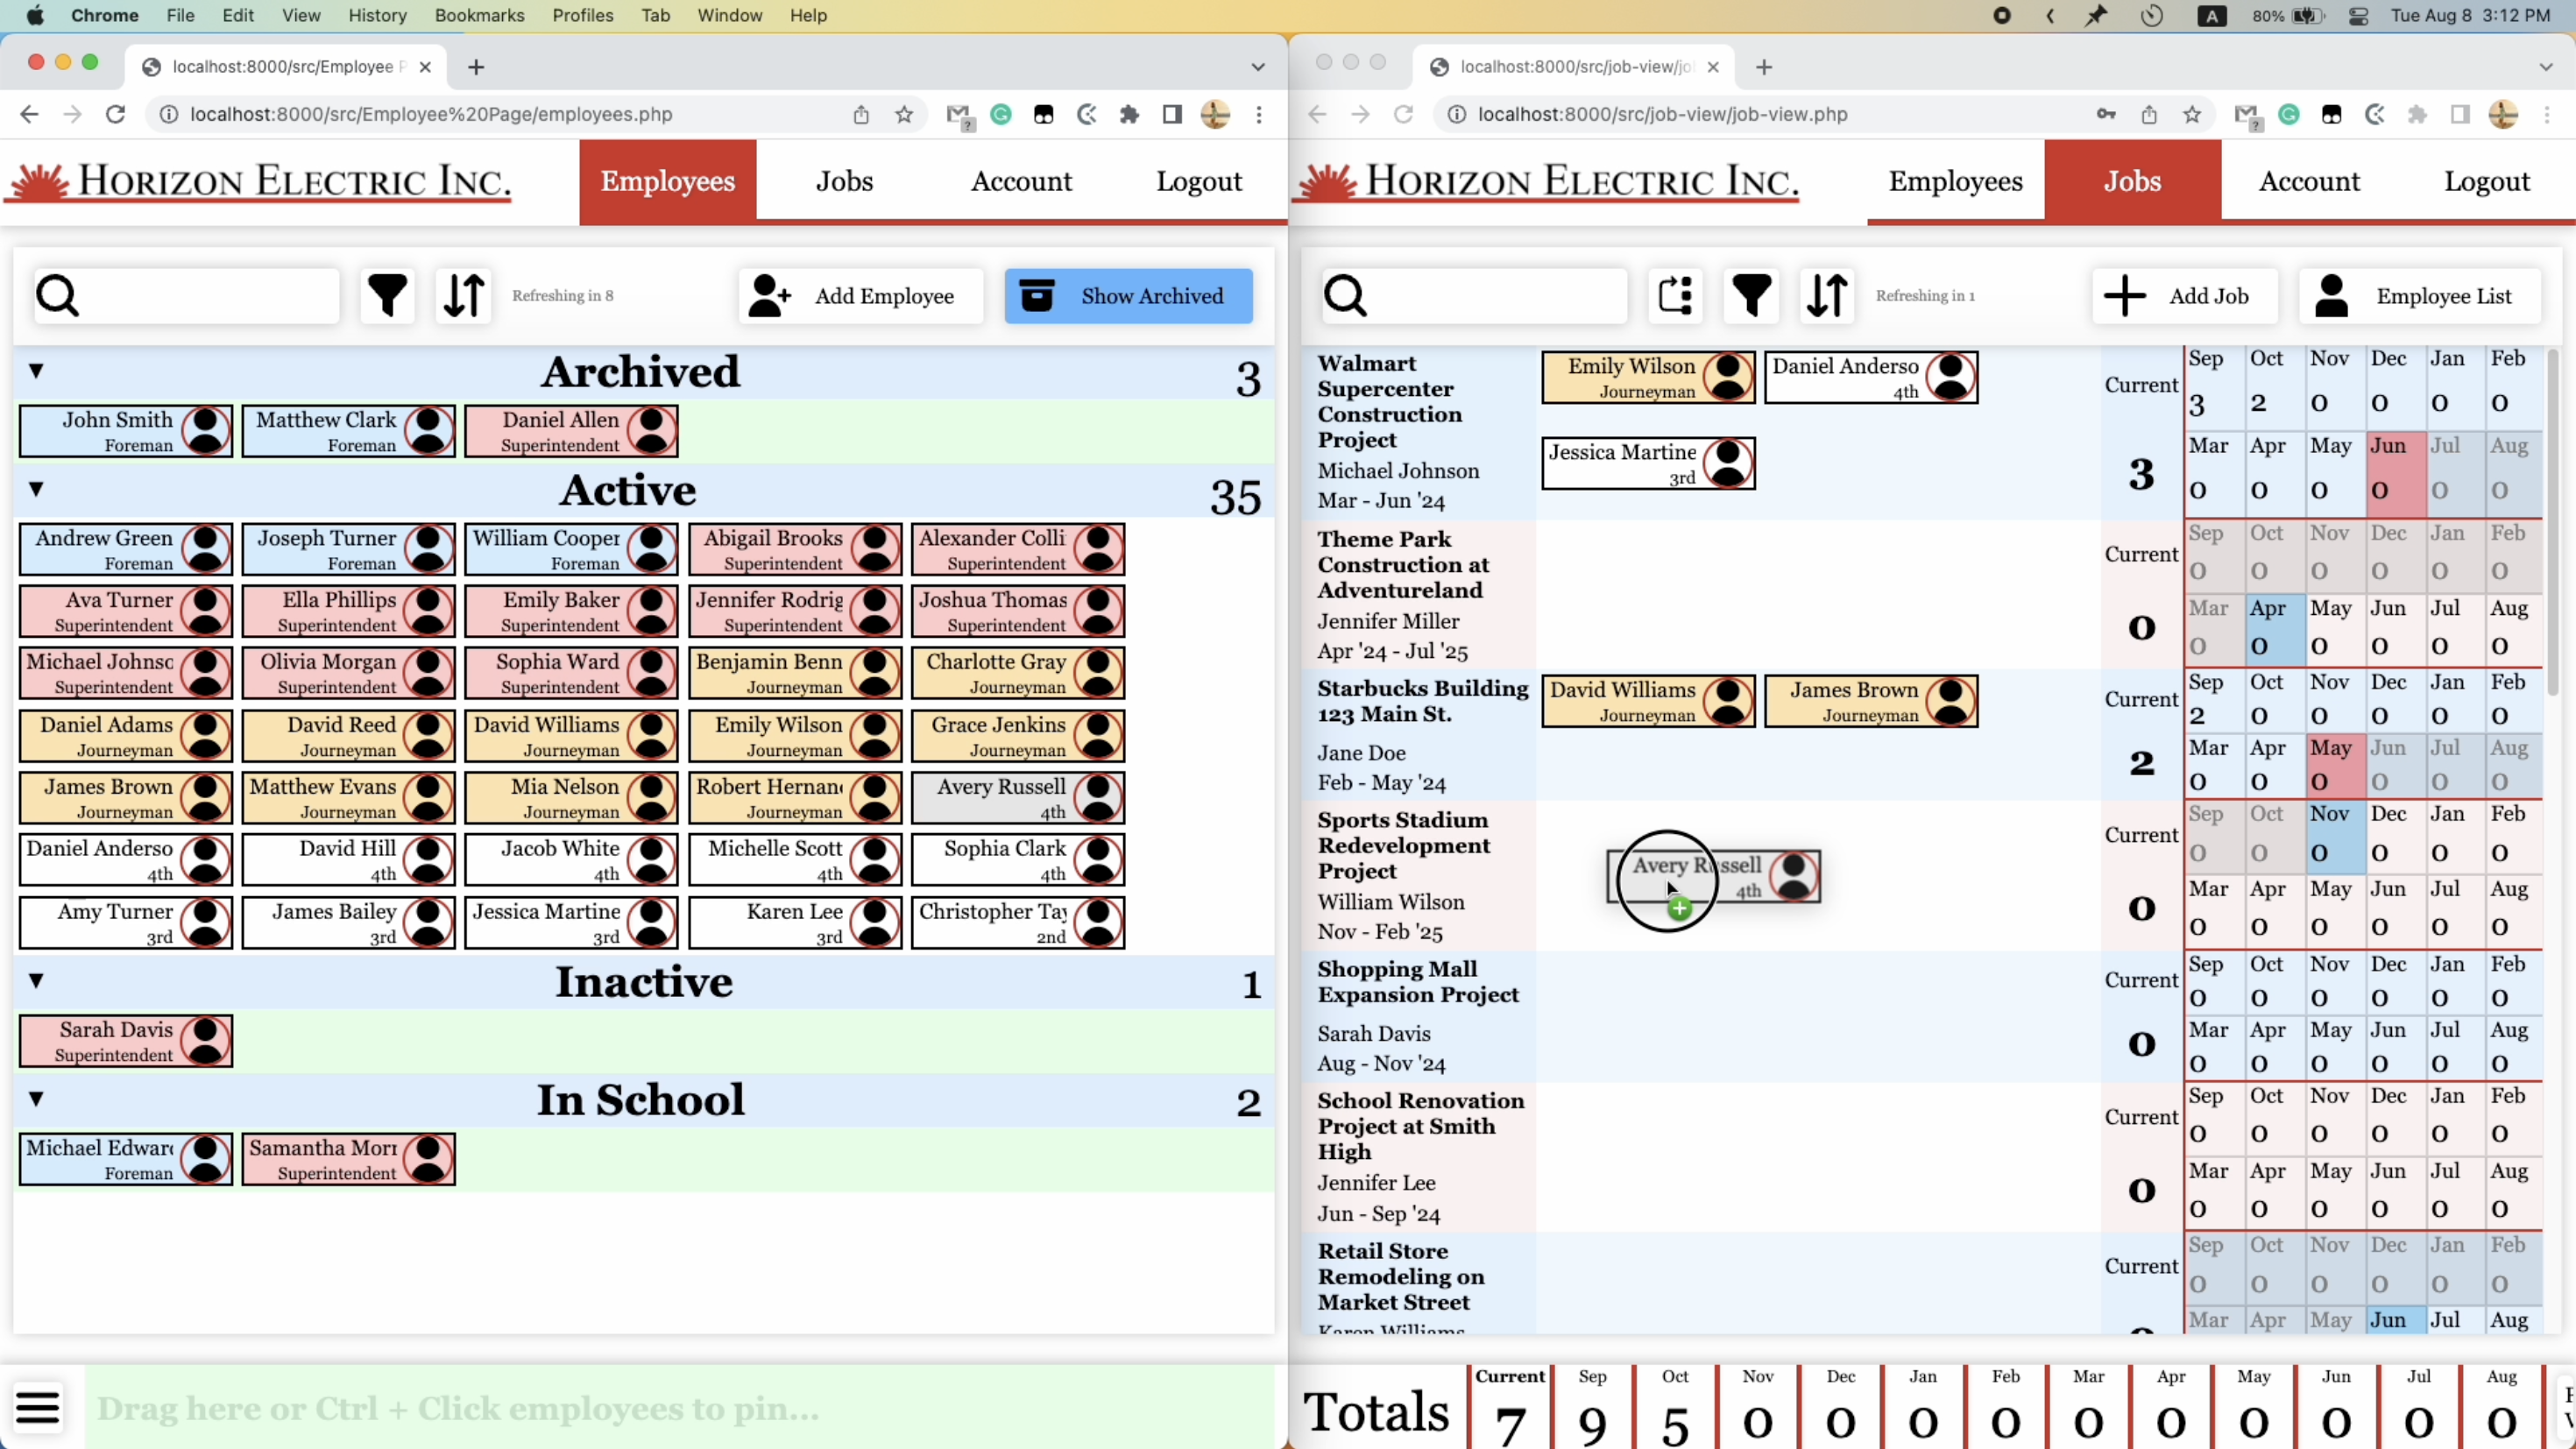 Chrome File Edit View History Bookmarks Profiles Tab Window Help
A 80% Tue Aug 8 3:12 PM
localhost:8000/src/Employee P
localhost:8000/src/Employee%20Page/employees.php
HORIZON ELECTRIC INC.
Employees Jobs Account Logout
Refreshing in 8
Add Employee
Show Archived
Archived 3
John Smith
Foreman
Matthew Clark
Foreman
Daniel Allen
Superintendent
Active 35
Andrew Green
Foreman
Joseph Turner
Foreman
William Cooper
Foreman
Abigail Brooks
Superintendent
Alexander Colli
Superintendent
Ava Turner
Superintendent
Ella Phillips
Superintendent
Emily Baker
Superintendent
Jennifer Rodrig
Superintendent
Joshua Thomas
Superintendent
Michael Johnso
Superintendent
Olivia Morgan
Superintendent
Sophia Ward
Superintendent
Benjamin Benn
Journeyman
Charlotte Gray
Journeyman
Daniel Adams
Journeyman
David Reed
Journeyman
David Williams
Journeyman
Emily Wilson
Journeyman
Grace Jenkins
Journeyman
James Brown
Journeyman
Matthew Evans
Journeyman
Mia Nelson
Journeyman
Robert Hernan
Journeyman
Avery Russell
4th
Daniel Anderso
4th
David Hill
4th
Jacob White
4th
Michelle Scott
4th
Sophia Clark
4th
Amy Turner
3rd
James Bailey
3rd
Jessica Martine
3rd
Karen Lee
3rd
Christopher Tay
2nd
Inactive 1
Sarah Davis
Superintendent
In School 2
Michael Edward
Foreman
Samantha Morr
Superintendent
Drag here or Ctrl + Click employees to pin...
localhost:8000/src/job-view/jo
localhost:8000/src/job-view/job-view.php
HORIZON ELECTRIC INC.
Employees Jobs Account Logout
Refreshing in 1
Add Job
Employee List
Walmart
Supercenter
Construction
Project
Michael Johnson
Mar - Jun '24
Emily Wilson
Journeyman
Daniel Anderso
4th
Jessica Martine
3rd
Current
3
Sep Oct Nov Dec Jan Feb
3 2 0 0 0 0
Mar Apr May Jun Jul Aug
0 0 0 0 0 0
Theme Park
Construction at
Adventureland
Jennifer Miller
Apr '24 - Jul '25
Current
0
Sep Oct Nov Dec Jan Feb
0 0 0 0 0 0
Mar Apr May Jun Jul Aug
0 0 0 0 0 0
Starbucks Building
123 Main St.
Jane Doe
Feb - May '24
David Williams
Journeyman
James Brown
Journeyman
Current
2
Sep Oct Nov Dec Jan Feb
2 0 0 0 0 0
Mar Apr May Jun Jul Aug
0 0 0 0 0 0
Sports Stadium
Redevelopment
Project
William Wilson
Nov - Feb '25
Avery Russell
4th
Current
0
Sep Oct Nov Dec Jan Feb
0 0 0 0 0 0
Mar Apr May Jun Jul Aug
0 0 0 0 0 0
Shopping Mall
Expansion Project
Sarah Davis
Aug - Nov '24
Current
0
Sep Oct Nov Dec Jan Feb
0 0 0 0 0 0
Mar Apr May Jun Jul Aug
0 0 0 0 0 0
School Renovation
Project at Smith
High
Jennifer Lee
Jun - Sep '24
Current
0
Sep Oct Nov Dec Jan Feb
0 0 0 0 0 0
Mar Apr May Jun Jul Aug
0 0 0 0 0 0
Retail Store
Remodeling on
Market Street
Karen Williams
Current
Sep Oct Nov Dec Jan Feb
0 0 0 0 0 0
Mar Apr May Jun Jul Aug
Totals
Current Sep Oct Nov Dec Jan Feb Mar Apr May Jun Jul Aug
7 9 5 0 0 0 0 0 0 0 0 0 0